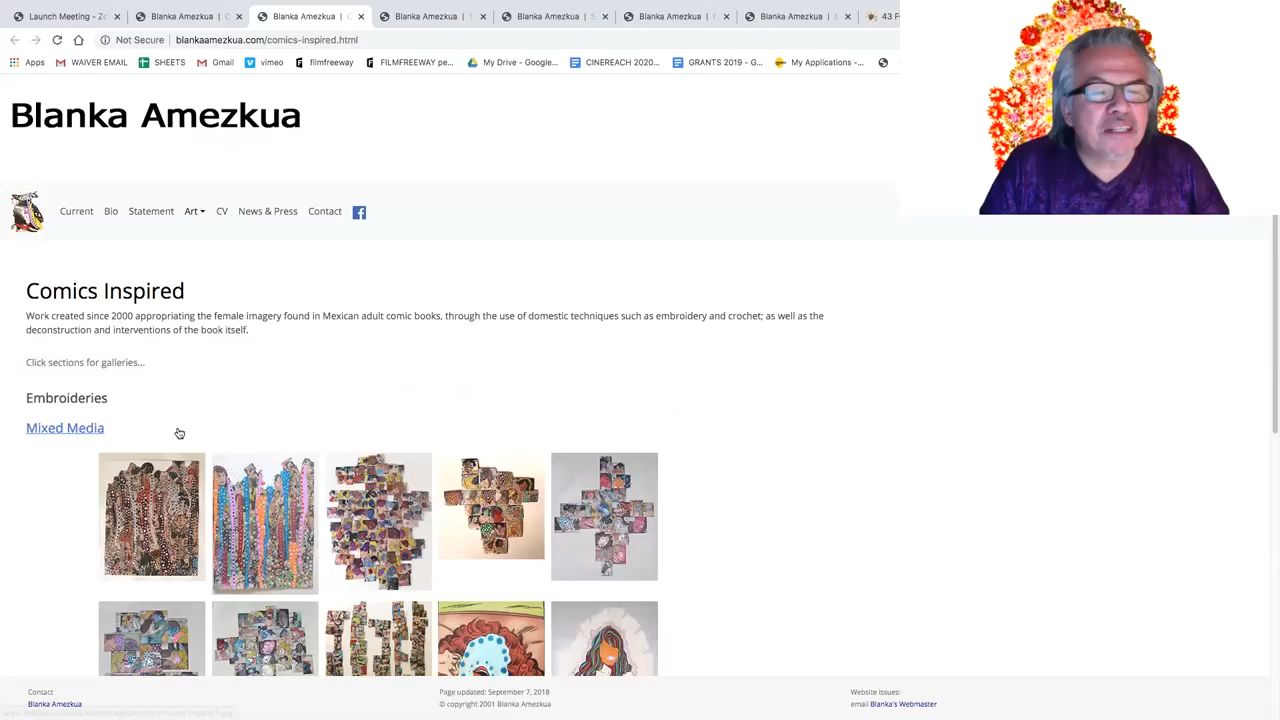 Launch Meeting - Zo
Blanka Amezkua | C
Blanka Amezkua | C
Blanka Amezkua | 
Blanka Amezkua | S
Blanka Amezkua |
Blanka Amezkua |
43 F
Not Secure | blankaamezkua.com/comics-inspired.html
Apps
WAIVER EMAIL
SHEETS
Gmail
vimeo
filmfreeway
FILMFREEWAY pe...
My Drive - Google...
CINEREACH 2020...
GRANTS 2019 - G...
My Applications -...
Blanka Amezkua
Current Bio Statement Art CV News & Press Contact
Comics Inspired
Work created since 2000 appropriating the female imagery found in Mexican adult comic books, through the use of domestic techniques such as embroidery and crochet; as well as the
deconstruction and interventions of the book itself.
Click sections for galleries...
Embroideries
Mixed Media
Contact
Blanka Amezkua
Page updated: September 7, 2018
© copyright 2001 Blanka Amezkua
Website issues:
email Blanka's Webmaster